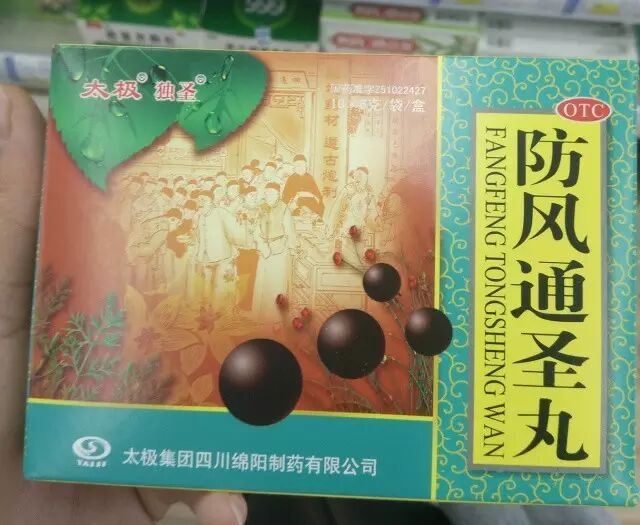 太极® 独圣®
国药准字Z51022427
OTC
防风通圣丸
FANGFENG TONGSHENG WAN
太极集团四川绵阳制药有限公司